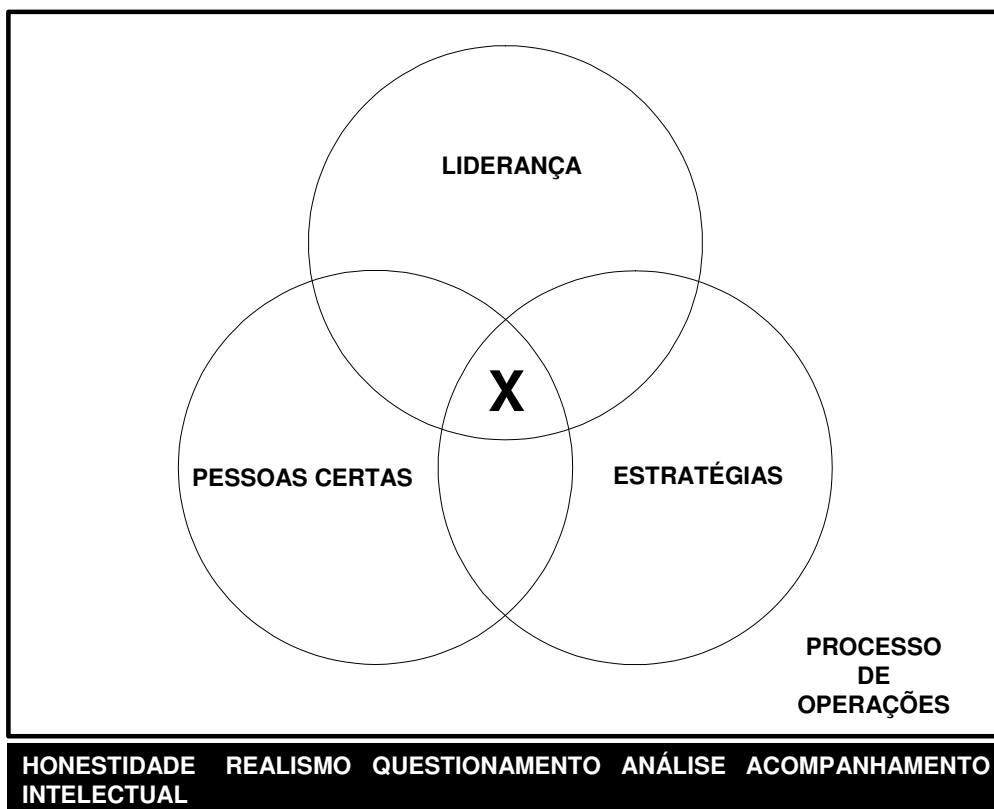 LIDERANÇA
X
PESSOAS CERTAS
ESTRATÉGIAS
PROCESSO
DE
OPERAÇÕES
HONESTIDADE REALISMO QUESTIONAMENTO ANÁLISE ACOMPANHAMENTO
INTELECTUAL